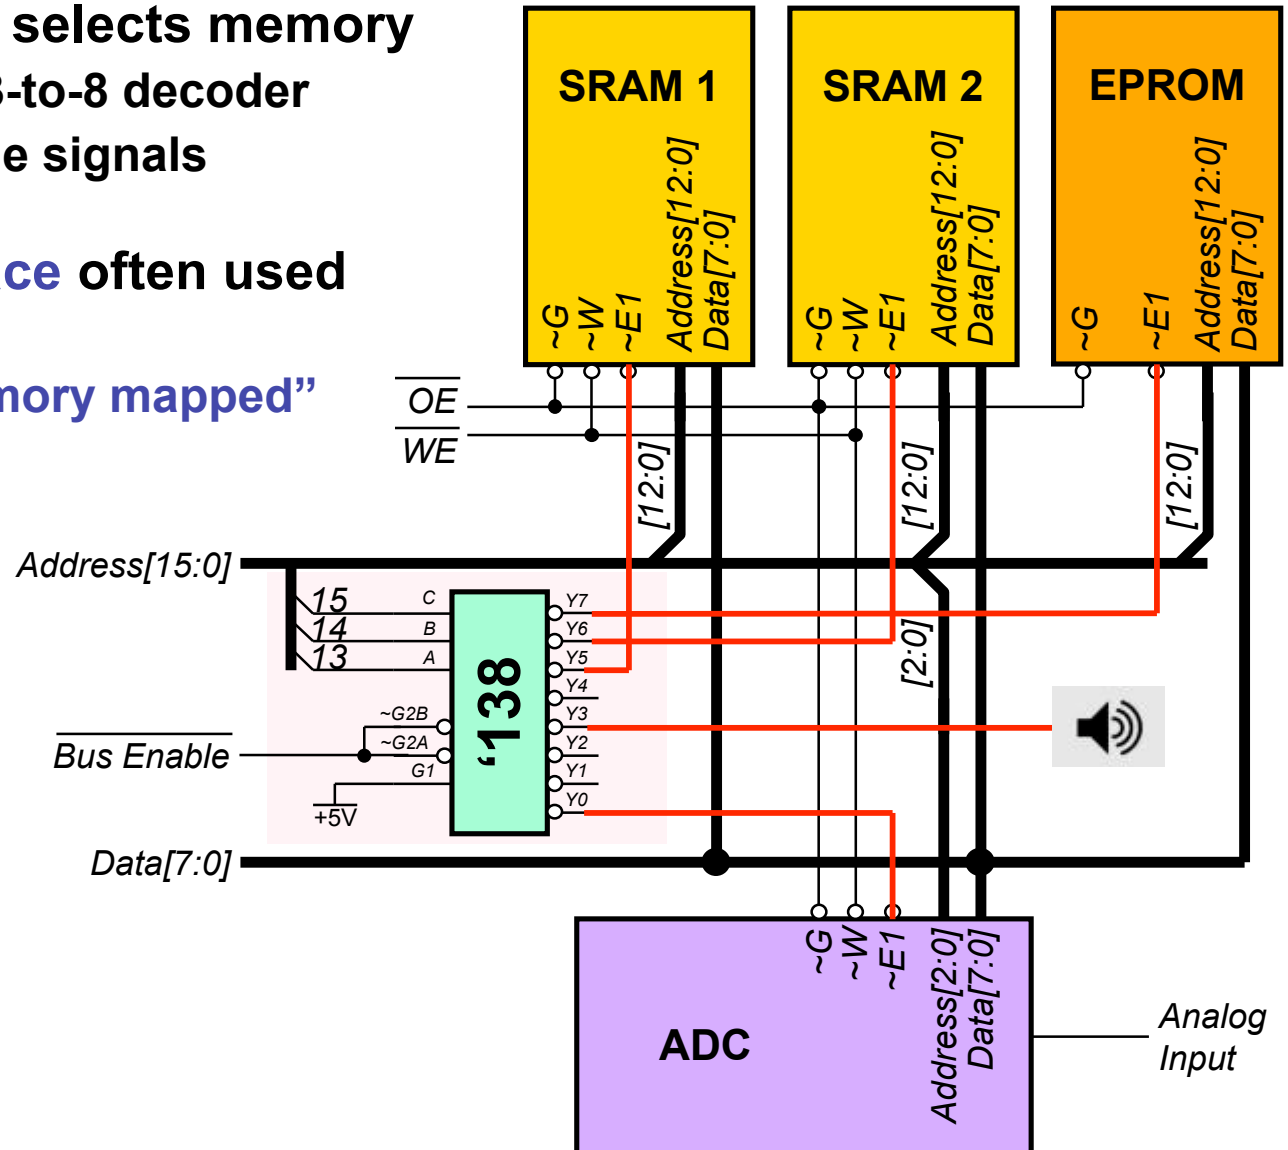 selects memory
3-to-8 decoder
e signals
ace often used
mory mapped”
SRAM 1
~G
~W
~E1
Address[12:0]
Data[7:0]
SRAM 2
~G
~W
~E1
Address[12:0]
Data[7:0]
EPROM
~G
~E1
Address[12:0]
Data[7:0]
OE
WE
[12:0]
[12:0]
[12:0]
Address[15:0]
15
14
13
C
B
A
~G2B
~G2A
G1
‘138
Y7
Y6
Y5
Y4
Y3
Y2
Y1
Y0
[2:0]
Bus Enable
+5V
Data[7:0]
~G
~W
~E1
Address[2:0]
Data[7:0]
ADC
Analog
Input